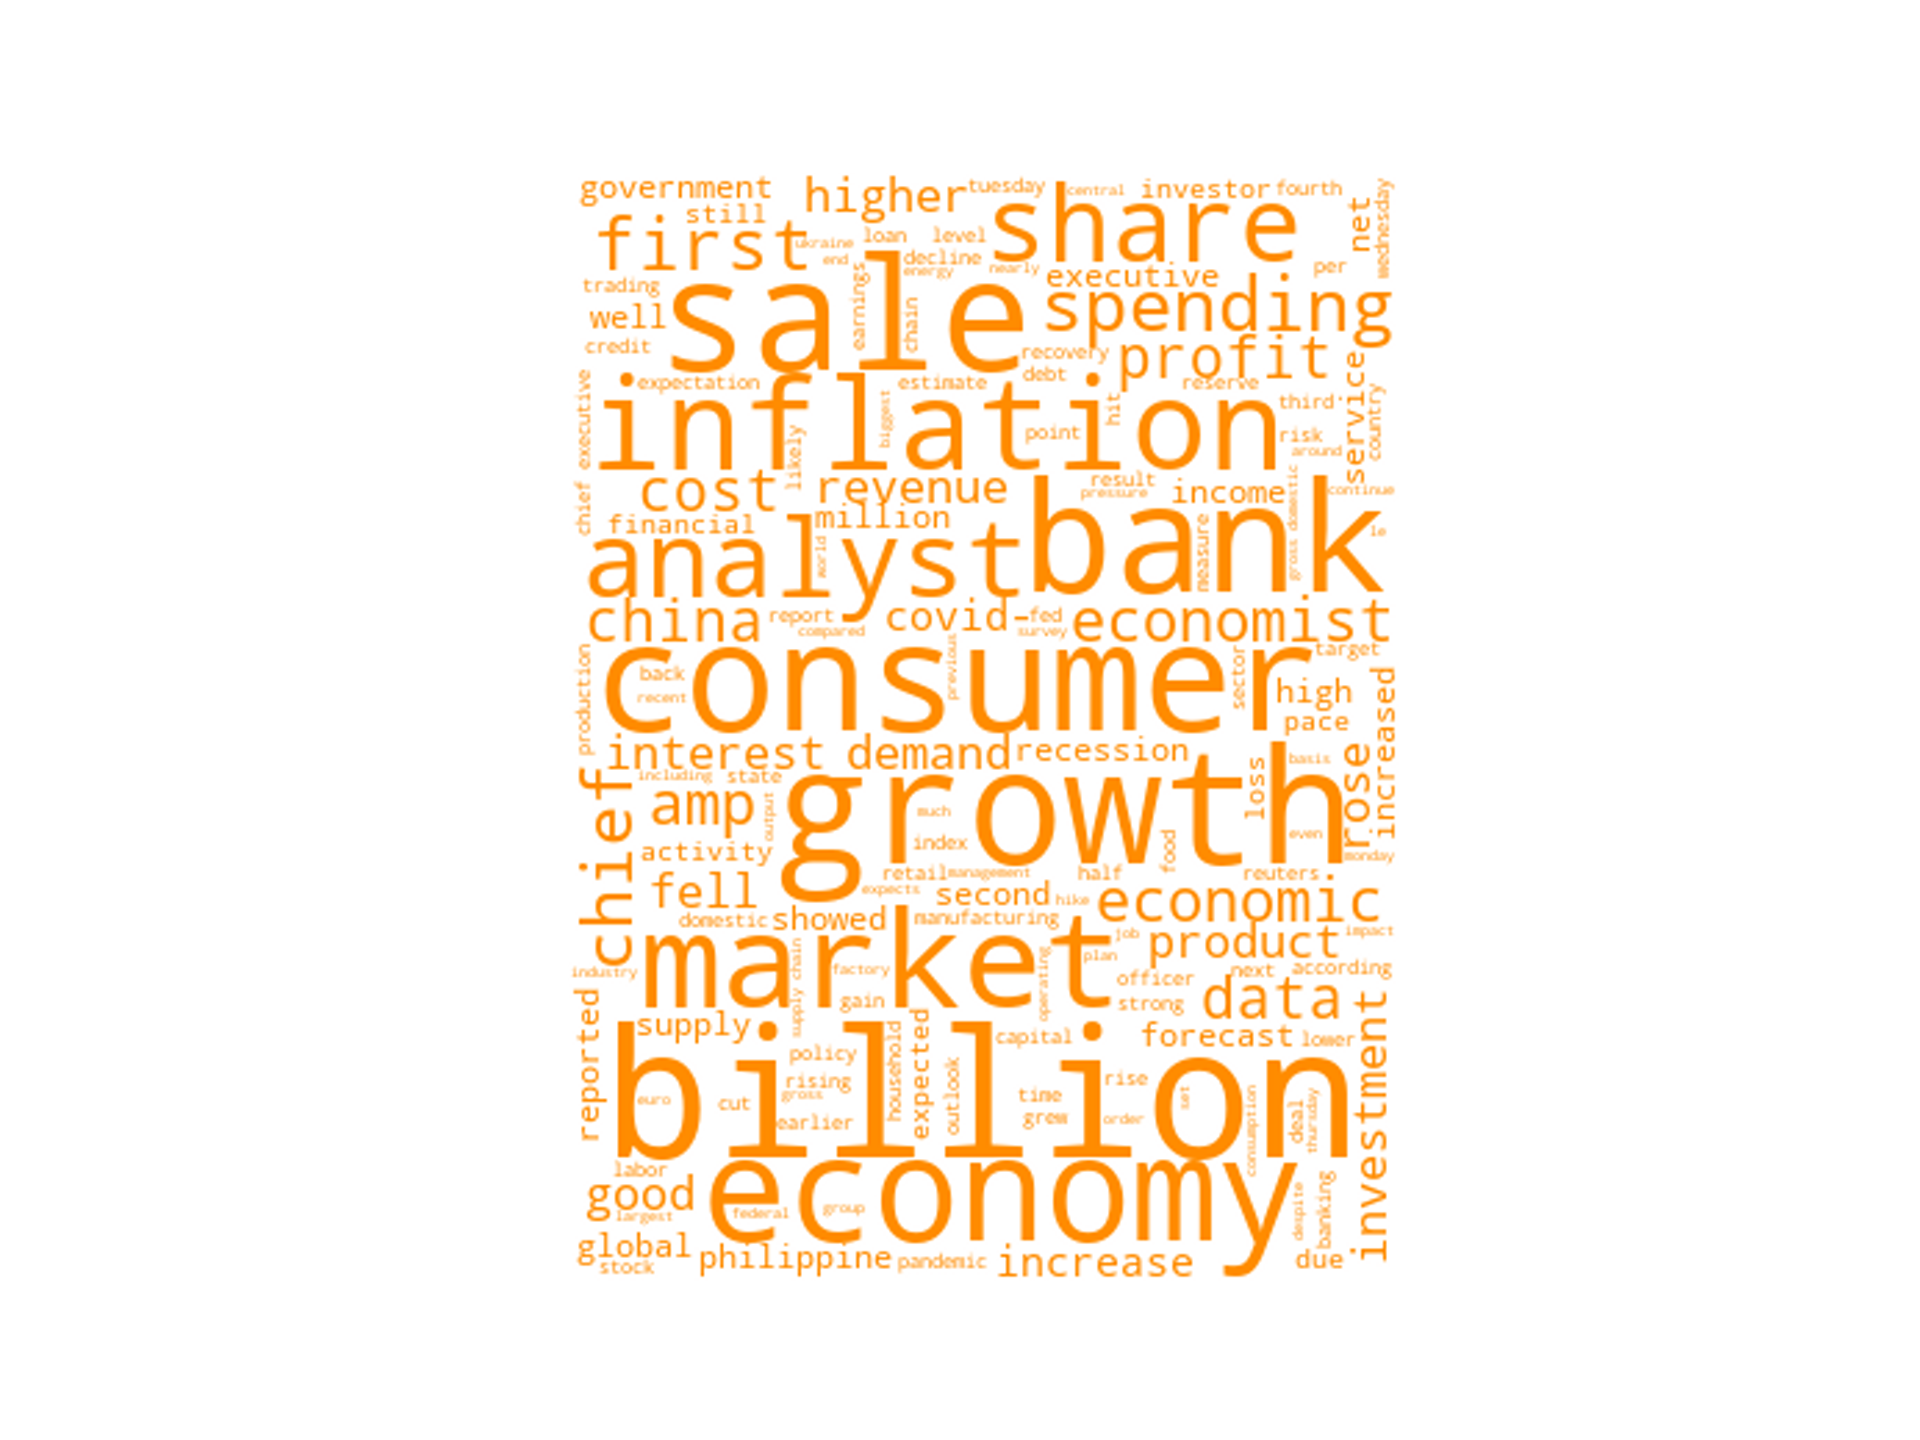 government higher tuesday central investor fourth
still share net wednesday
first ukraine loan level
end decline energy nearly executive per
trading sale earnings chain spending
well
credit recovery profit
executive expectation estimate debt reserve service country
inflation biggest hit third
likely point risk
around
cost revenue result income domestic continue
chief pressure
financial million bank
analyst world measure gross le
china report covid- fed economist
compared survey
production consumer previous sector target
back high increased
recent pace
interest demand recession
including state growth loss basis rose
chief amp output much
index food even
activity monday
retail management half reuters
fell expects second hike economic
domestic showed manufacturing
market job product impact
industry supply chain factory operating plan officer next according
gain strong data
reported supply capital forecast lower investment
billion policy household expected outlook
rising rise
euro cut gross time set consumption deal thursday
earlier grew order
labor economy
good despite banking
largest federal group
global philippine pandemic increase due
stock